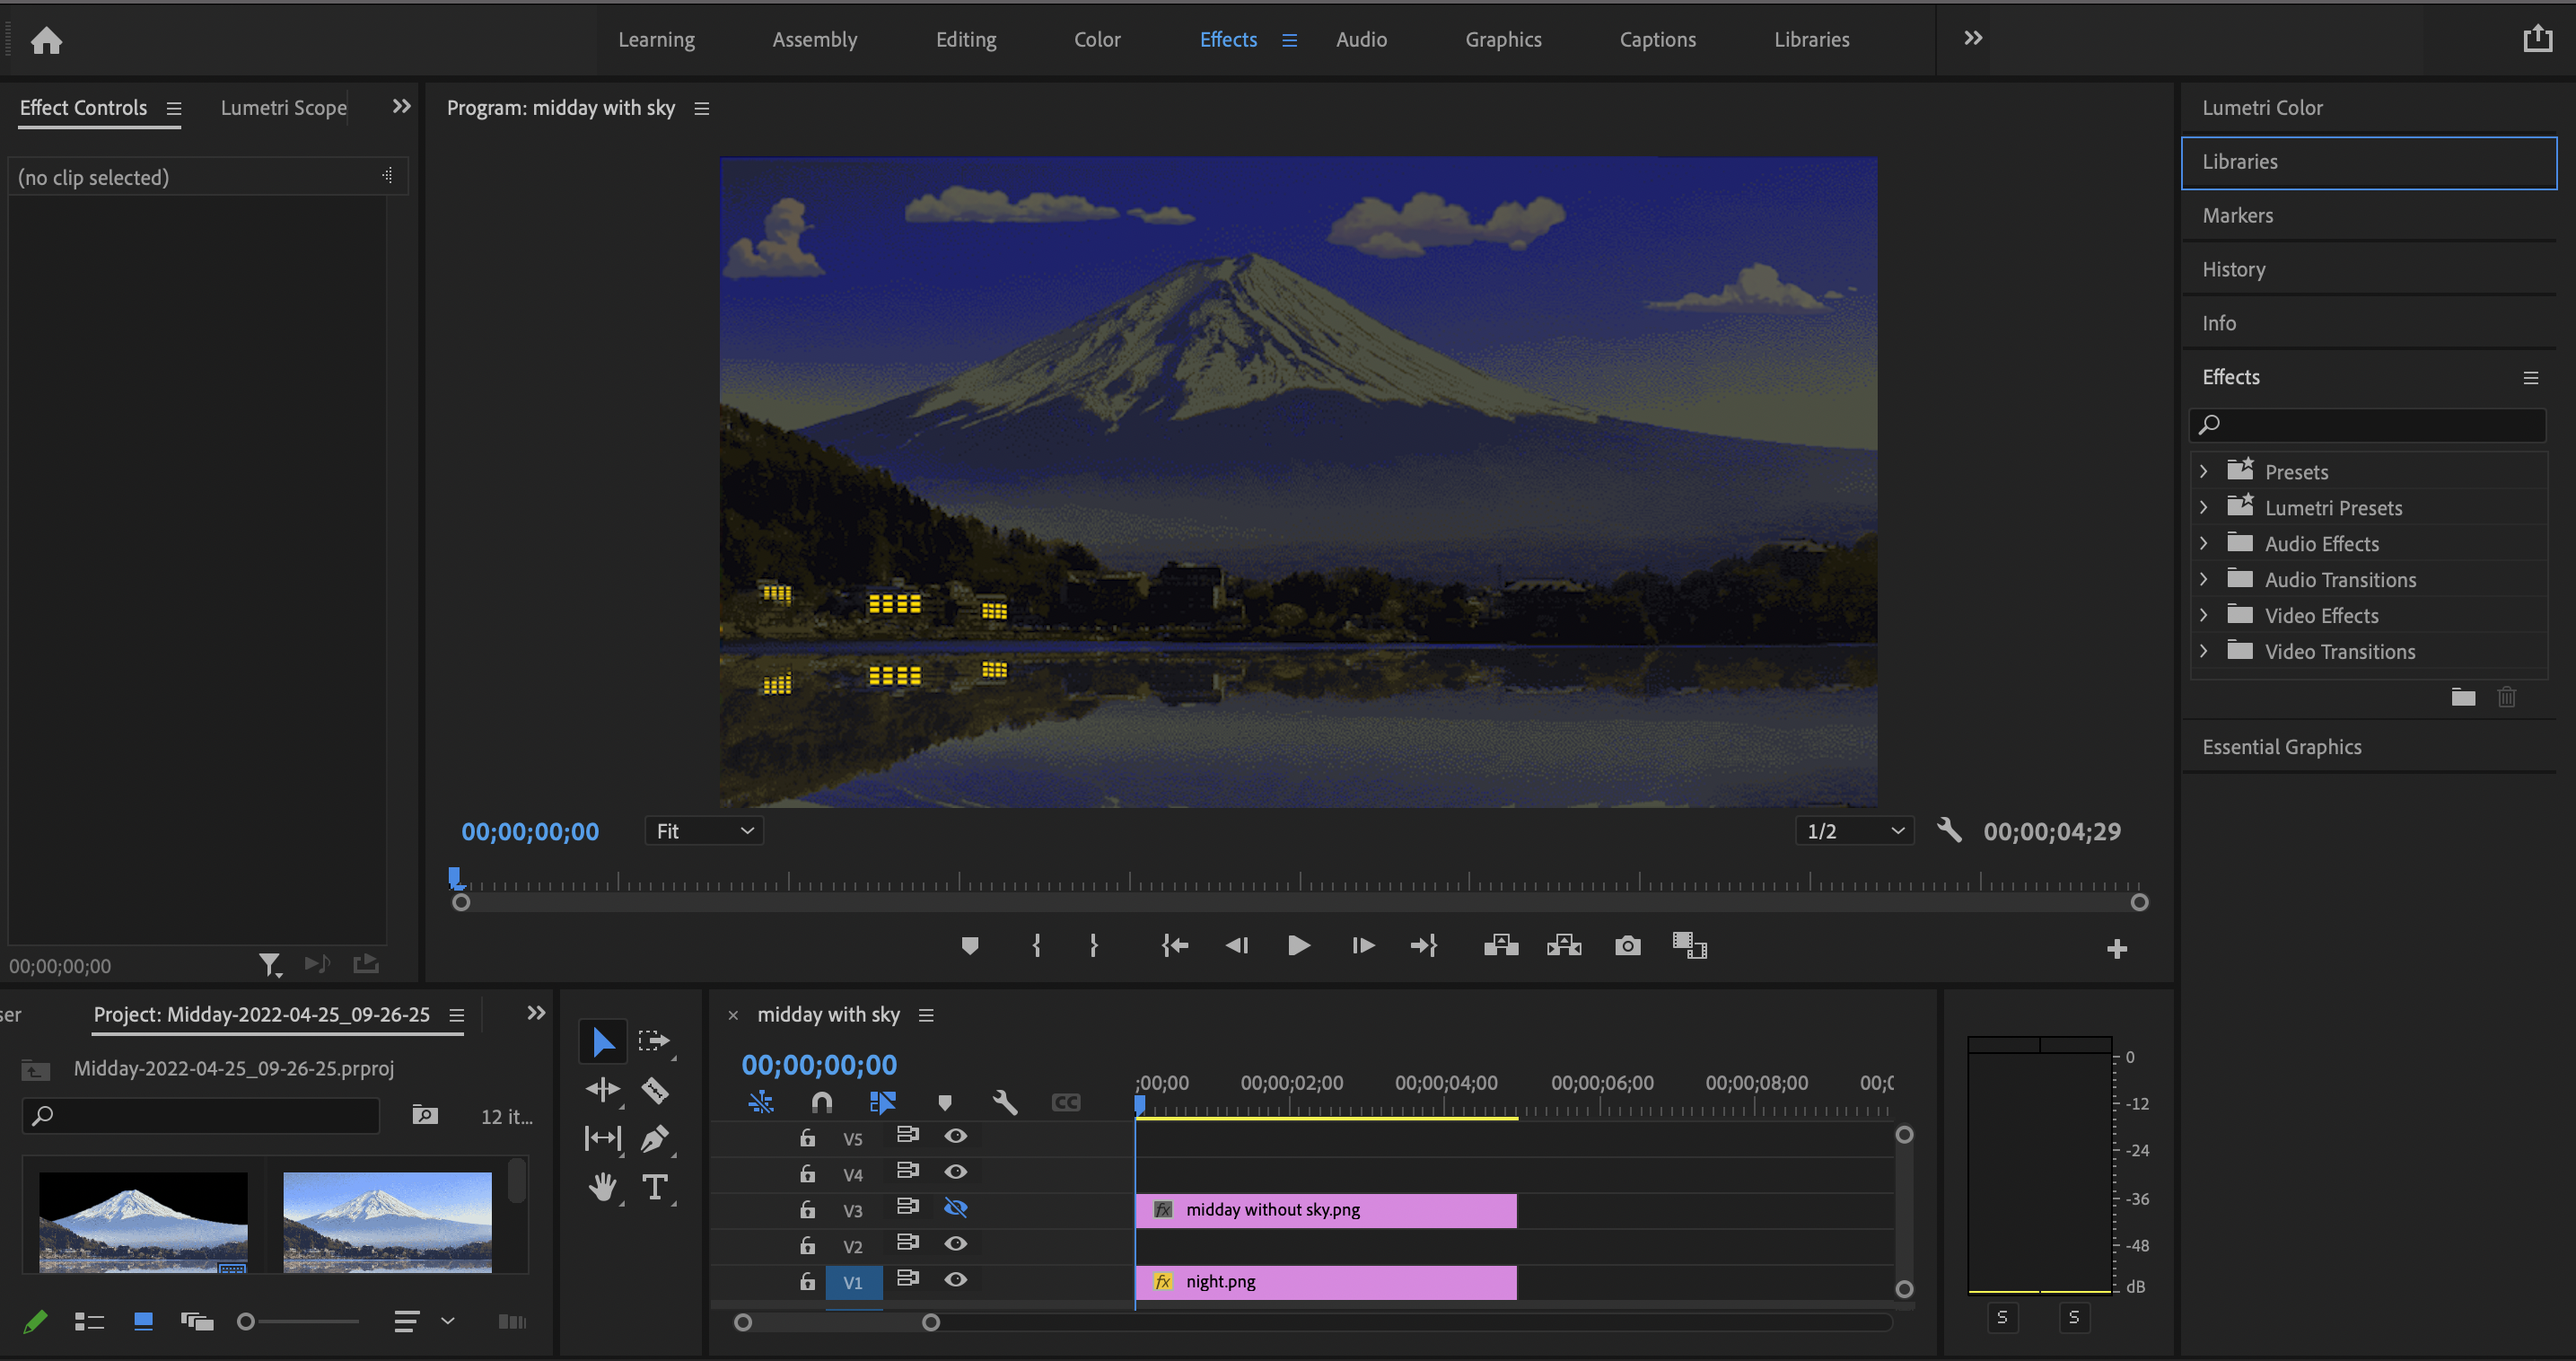 Learning Assembly Editing Color Effects Audio Graphics Captions Libraries
Effect Controls Lumetri Scope
(no clip selected)
00;00;00;00
Program: midday with sky
00;00;00;00 Fit 1/2 00;00;04;29
Lumetri Color
Libraries
Markers
History
Info
Effects
Presets
Lumetri Presets
Audio Effects
Audio Transitions
Video Effects
Video Transitions
Essential Graphics
ser Project: Midday-2022-04-25_09-26-25
Midday-2022-04-25_09-26-25.prproj
12 it...
T
midday with sky
00;00;00;00
CC
;00;00 00;00;02;00 00;00;04;00 00;00;06;00 00;00;08;00 00;0
V5
V4
V3 fx midday without sky.png
V2
V1 fx night.png
0
-12
-24
-36
-48
dB
S S